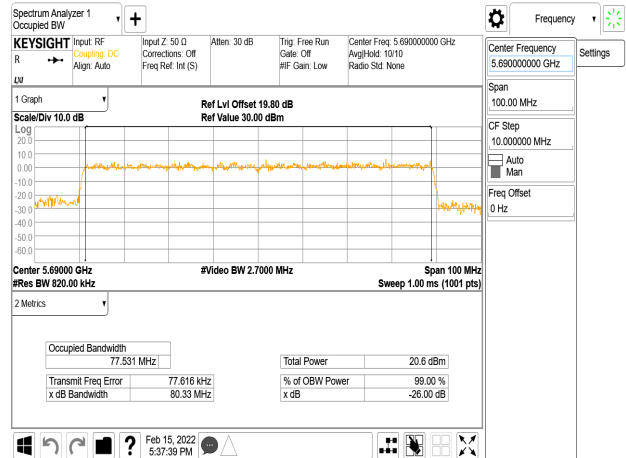 Spectrum Analyzer 1
Occupied BW
Frequency
KEYSIGHT Input: RF Input Z: 50 Ω Atten: 30 dB Trig: Free Run Center Freq: 5.690000000 GHz
R Coupling: DC Corrections: Off Gate: Off Avg|Hold: 10/10
Align: Auto Freq Ref: Int (S) #IF Gain: Low Radio Std: None
LXI
Center Frequency
5.690000000 GHz
Settings
Span
100.00 MHz
CF Step
10.000000 MHz
Auto
Man
Freq Offset
0 Hz
1 Graph
Ref Lvl Offset 19.80 dB
Scale/Div 10.0 dB Ref Value 30.00 dBm
Log
20.0
10.0
0.00
-10.0
-20.0
-30.0
-40.0
-50.0
-60.0
Center 5.69000 GHz #Video BW 2.7000 MHz Span 100 MHz
#Res BW 820.00 kHz Sweep 1.00 ms (1001 pts)
2 Metrics
Occupied Bandwidth
77.531 MHz Total Power 20.6 dBm
Transmit Freq Error 77.616 kHz % of OBW Power 99.00 %
x dB Bandwidth 80.33 MHz x dB -26.00 dB
? Feb 15, 2022
5:37:39 PM